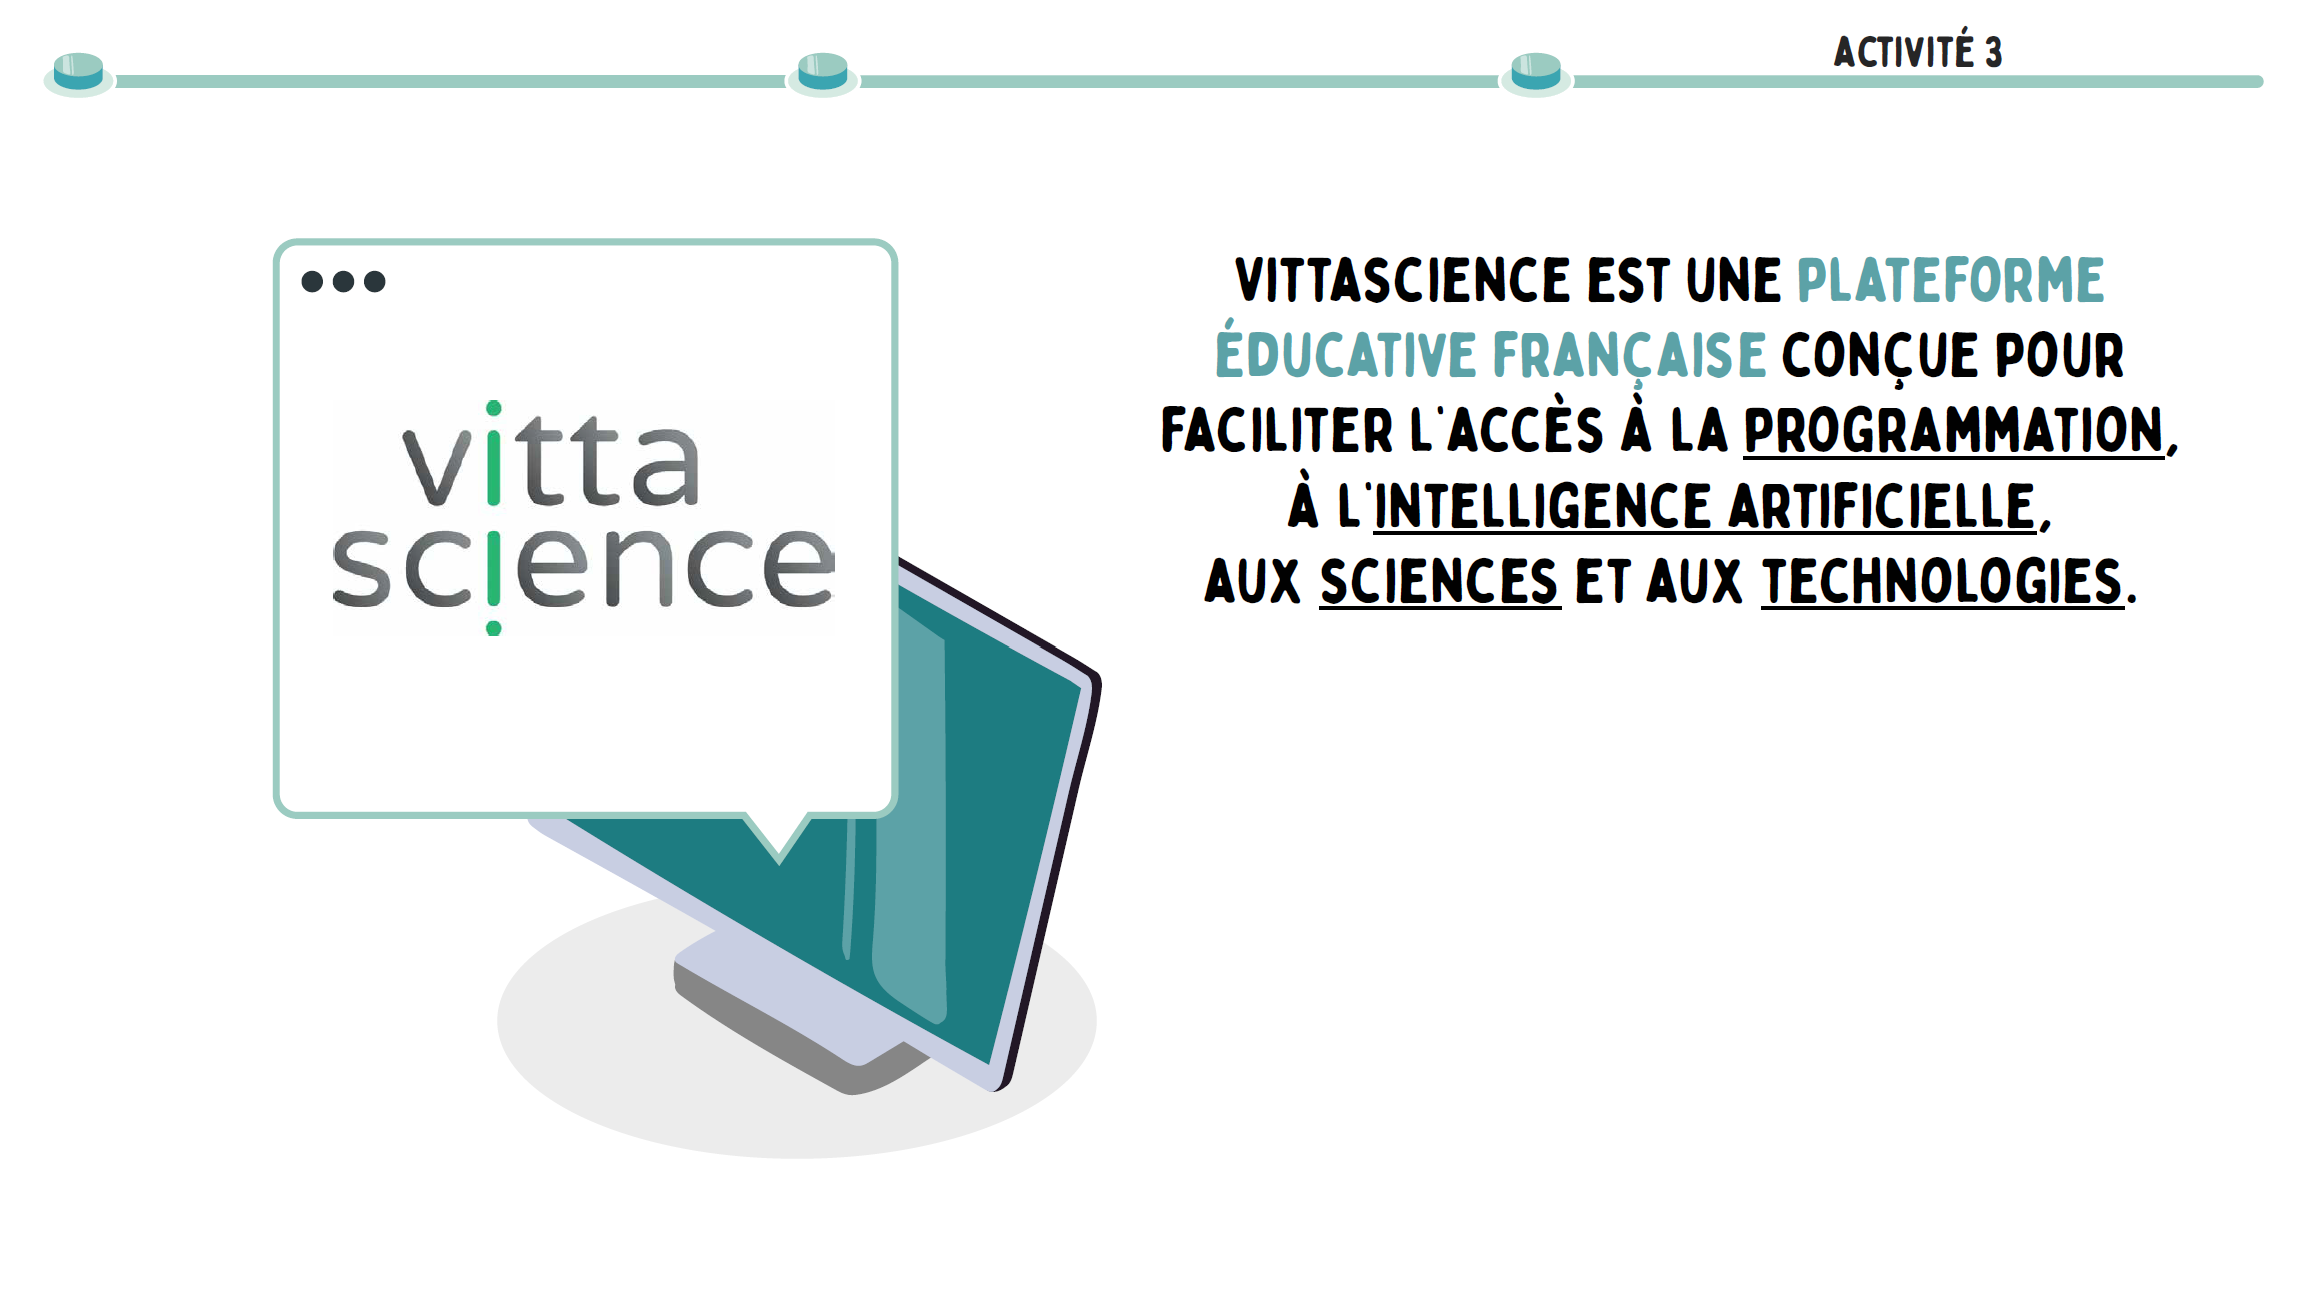 ACTIVITÉ 3
vitta
science
VITTASCIENCE EST UNE PLATEFORME
ÉDUCATIVE FRANÇAISE CONÇUE POUR
FACILITER L'ACCÈS À LA PROGRAMMATION,
À L'INTELLIGENCE ARTIFICIELLE,
AUX SCIENCES ET AUX TECHNOLOGIES.